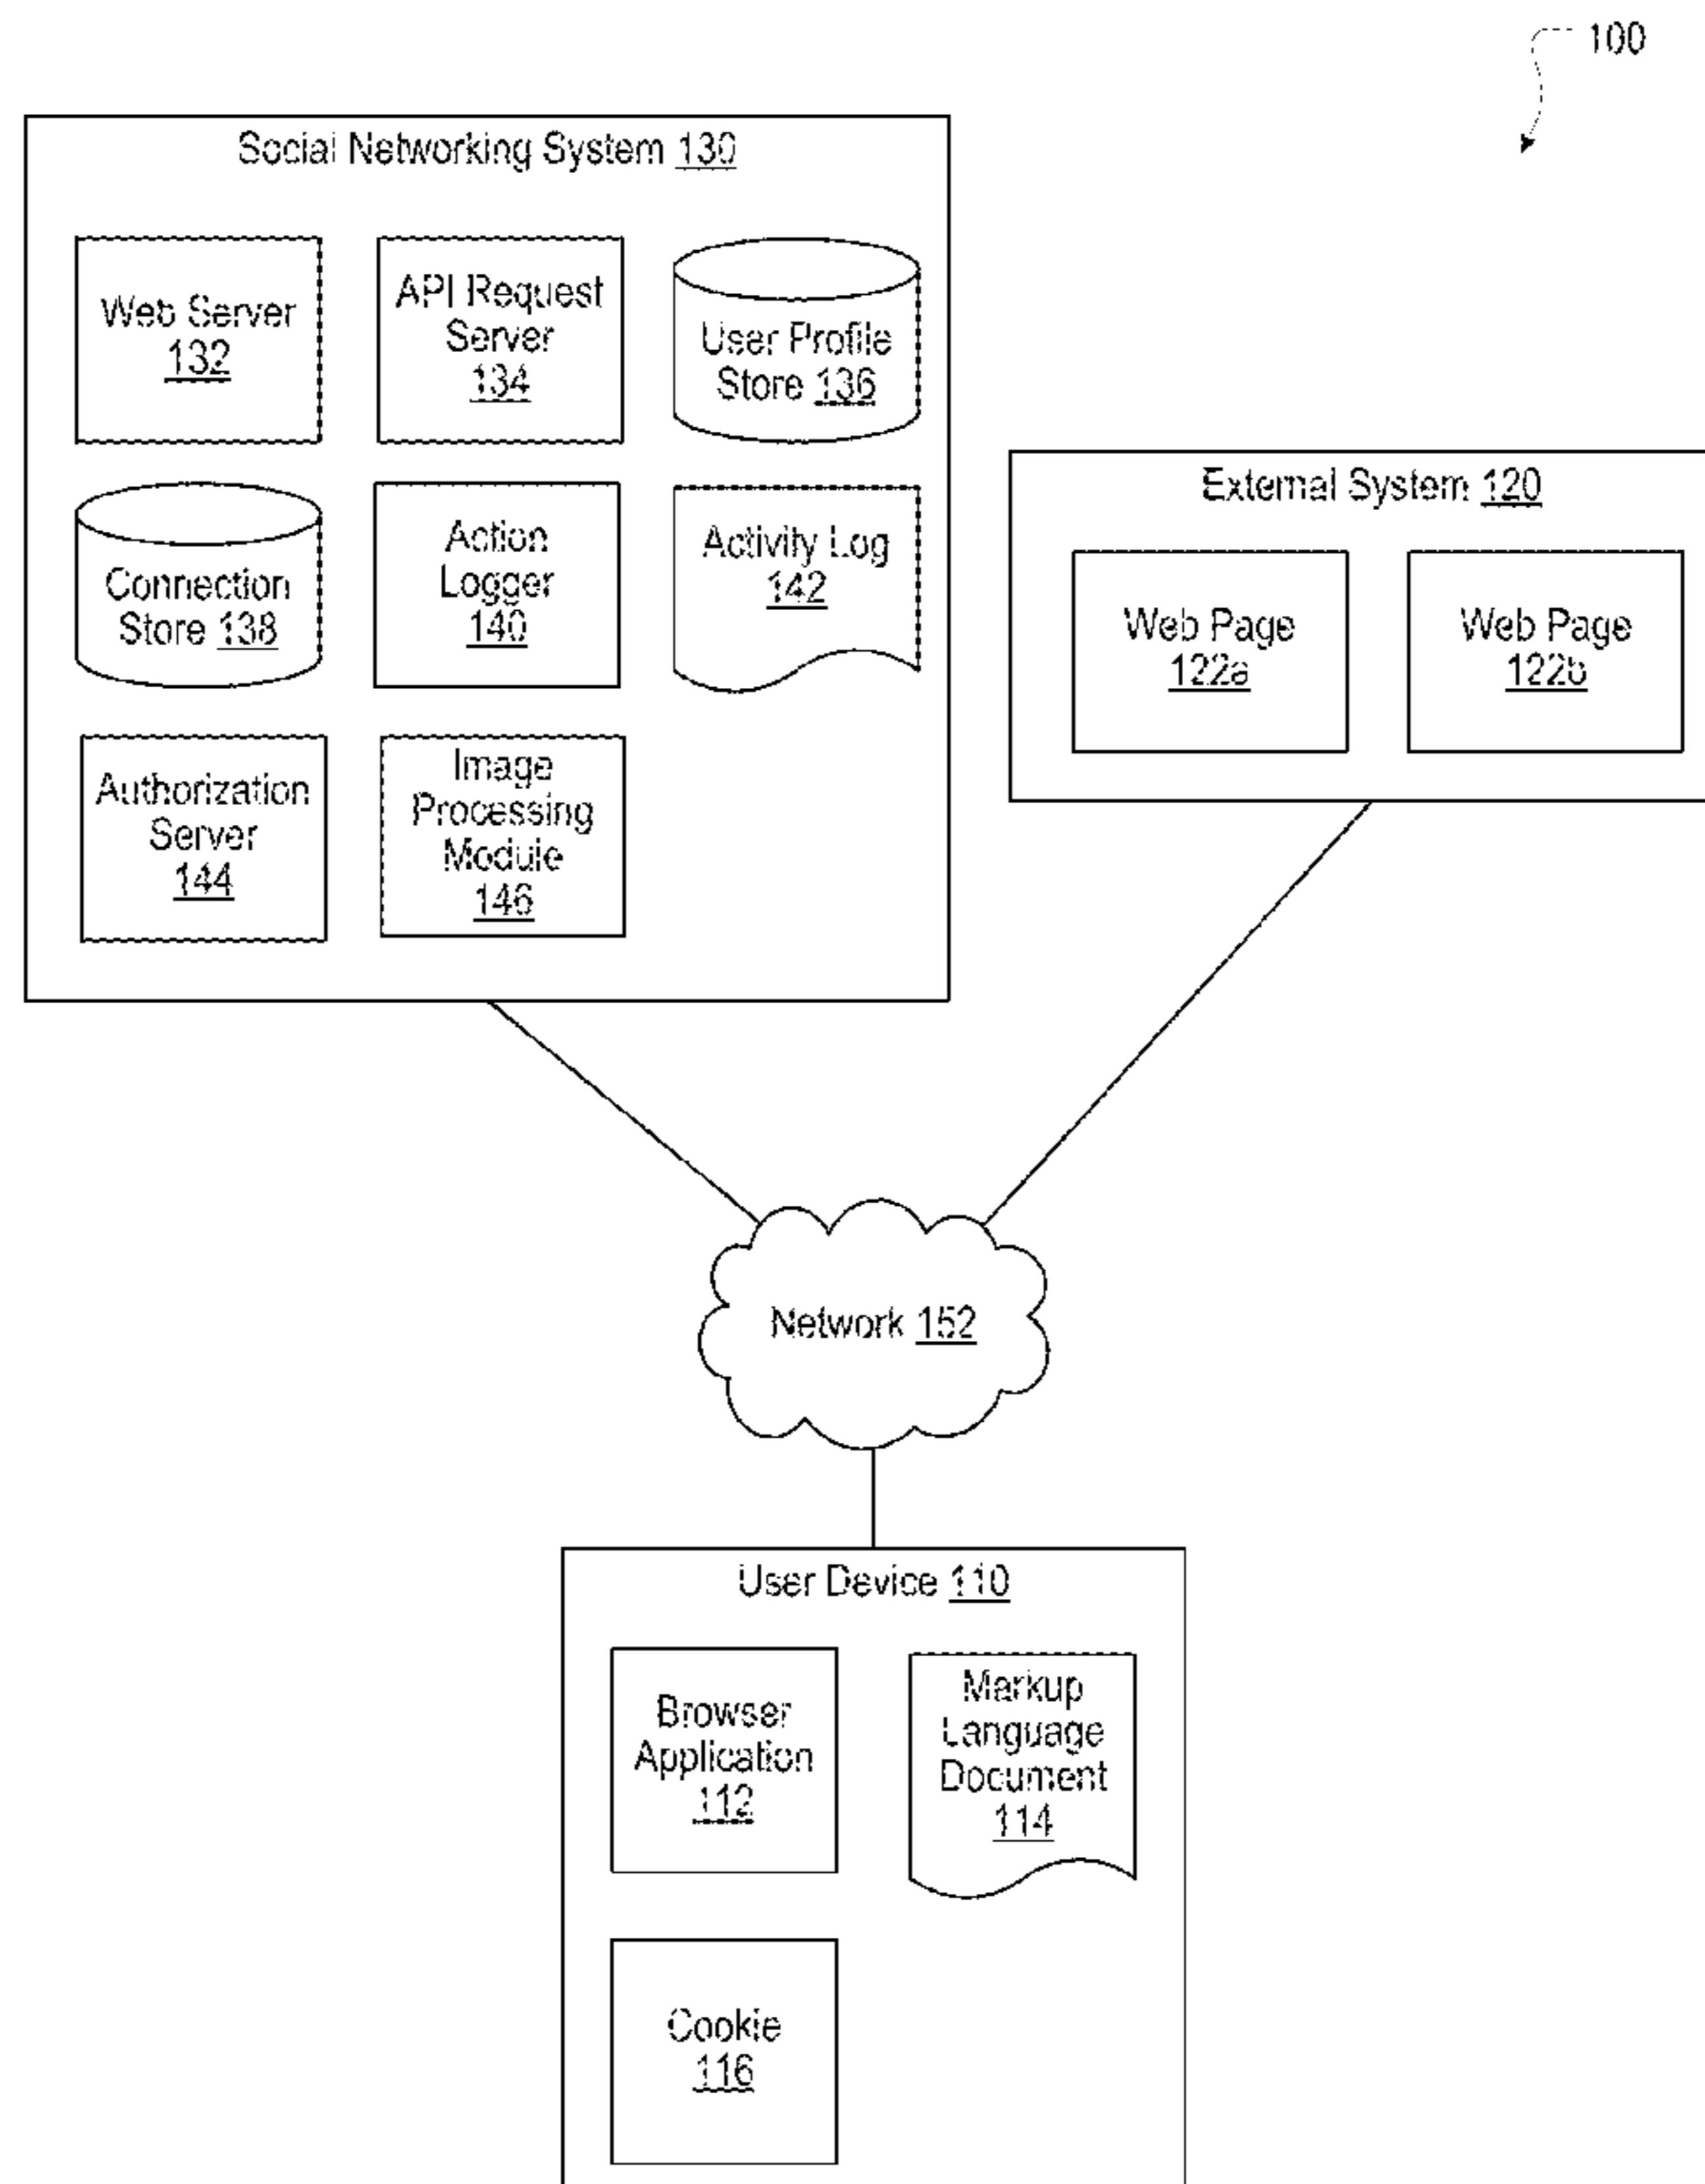 100
Social Networking System 130
Web Server
132
API Request
Server
134
User Profile
Store 136
Connection
Store 138
Action
Logger
140
Activity Log
142
Authorization
Server
144
Image
Processing
Module
146
External System 120
Web Page
122a
Web Page
122b
Network 152
User Device 110
Browser
Application
112
Markup
Language
Document
114
Cookie
116